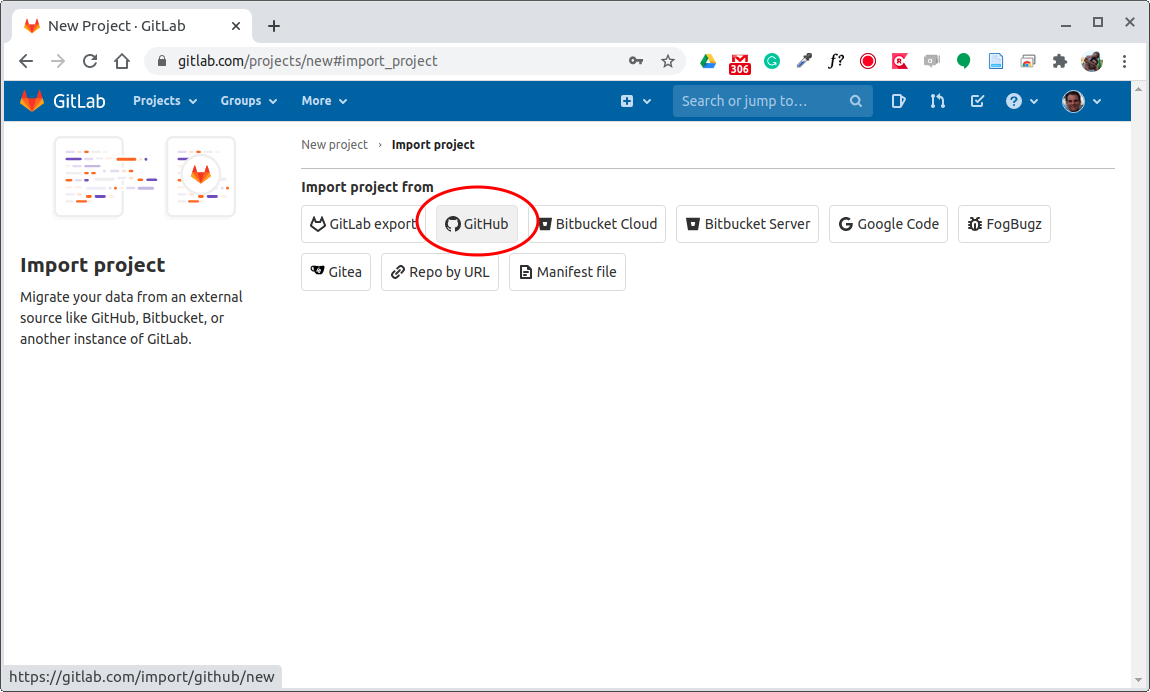 New Project · GitLab
gitlab.com/projects/new#import_project
306
f?
GitLab Projects Groups More Search or jump to...
New project › Import project
Import project from
GitLab export GitHub Bitbucket Cloud Bitbucket Server Google Code FogBugz
Gitea Repo by URL Manifest file
Import project
Migrate your data from an external
source like GitHub, Bitbucket, or
another instance of GitLab.
https://gitlab.com/import/github/new